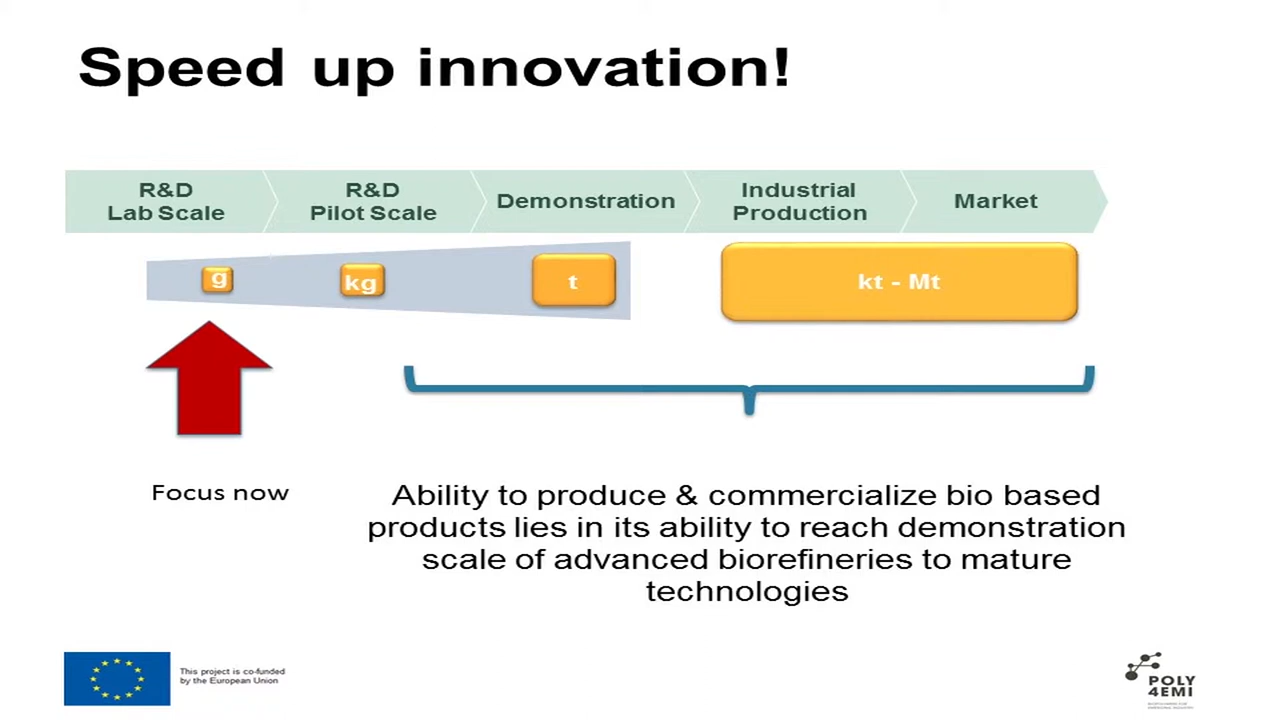 Speed up innovation!
R&D
Lab Scale
R&D
Pilot Scale
Demonstration
Industrial
Production
Market
g
kg
t
kt - Mt
Focus now
Ability to produce & commercialize bio based
products lies in its ability to reach demonstration
scale of advanced biorefineries to mature
technologies
This project is co-funded
by the European Union
POLY
4EMI